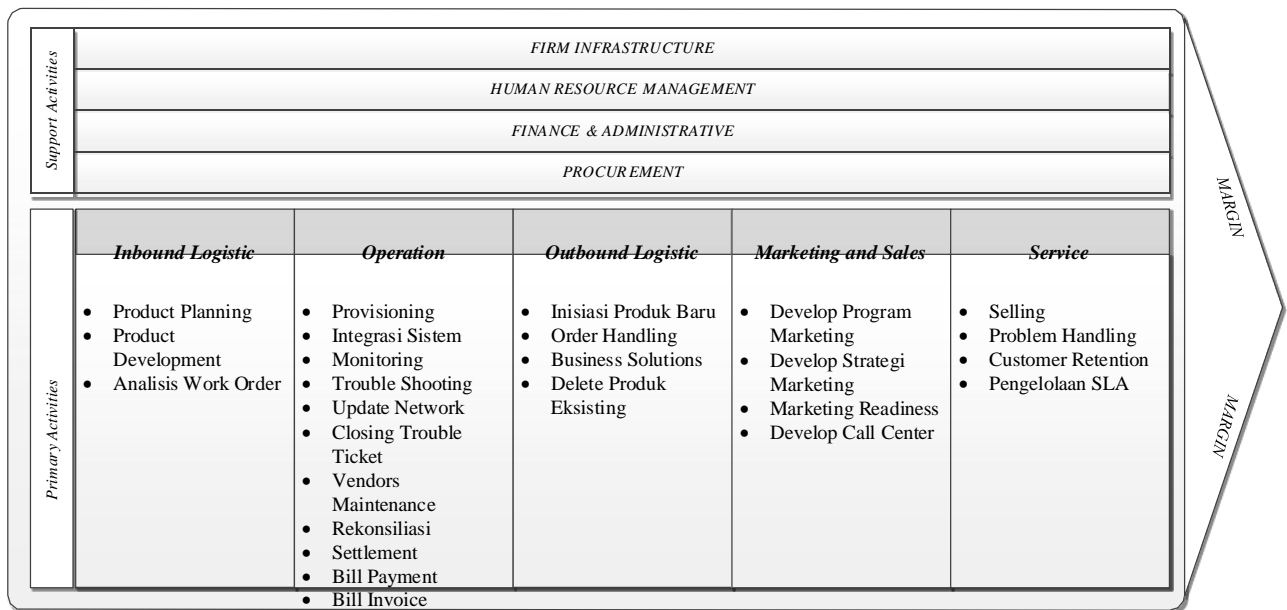 Support Activities
FIRM INFRASTRUCTURE
HUMAN RESOURCE MANAGEMENT
FINANCE & ADMINISTRATIVE
PROCUREMENT
Primary Activities
Inbound Logistic
• Product Planning
• Product
Development
• Analisis Work Order
Operation
• Provisioning
• Integrasi Sistem
• Monitoring
• Trouble Shooting
• Update Network
• Closing Trouble
Ticket
• Vendors
Maintenance
• Rekonsiliasi
• Settlement
• Bill Payment
• Bill Invoice
Outbound Logistic
• Inisiasi Produk Baru
• Order Handling
• Business Solutions
• Delete Produk
Eksisting
Marketing and Sales
• Develop Program
Marketing
• Develop Strategi
Marketing
• Marketing Readiness
• Develop Call Center
Service
• Selling
• Problem Handling
• Customer Retention
• Pengelolaan SLA
MARGIN
MARGIN